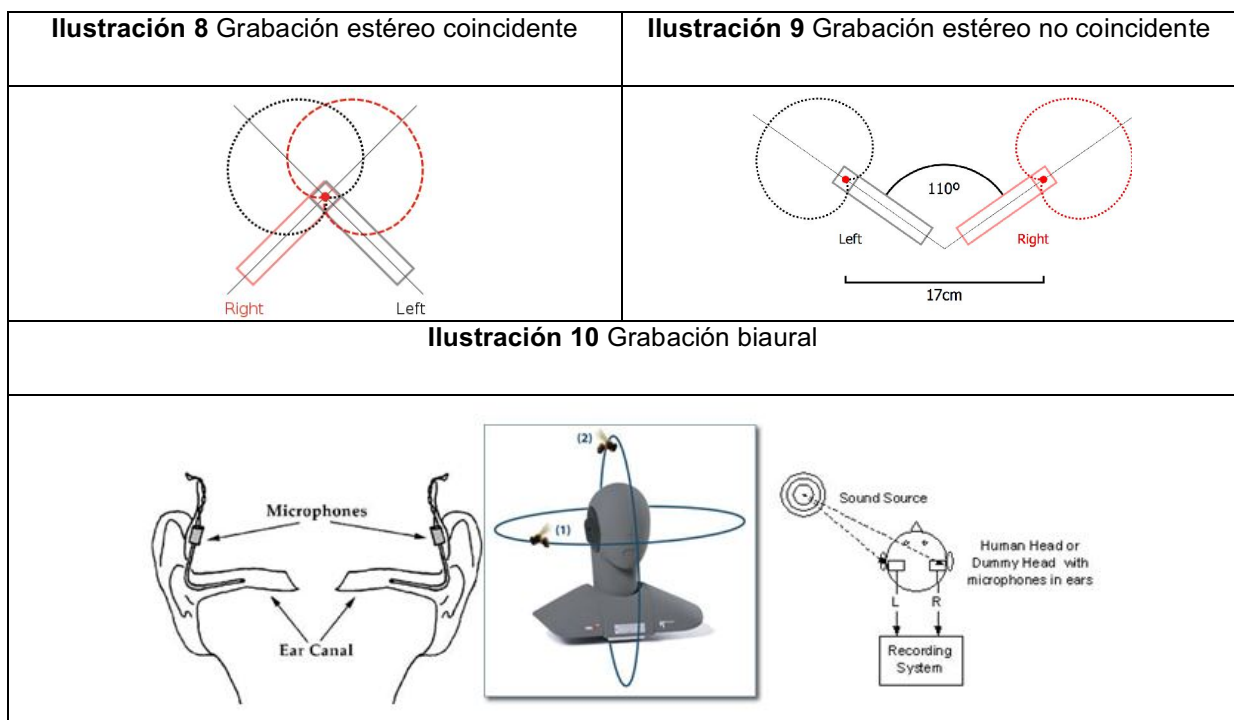 Ilustración 8 Grabación estéreo coincidente
Ilustración 9 Grabación estéreo no coincidente
Right
Left
110º
Left
Right
17cm
Ilustración 10 Grabación biaural
Microphones
Ear Canal
(2)
(1)
Sound Source
Human Head or
Dummy Head with
microphones in ears
L
R
Recording
System